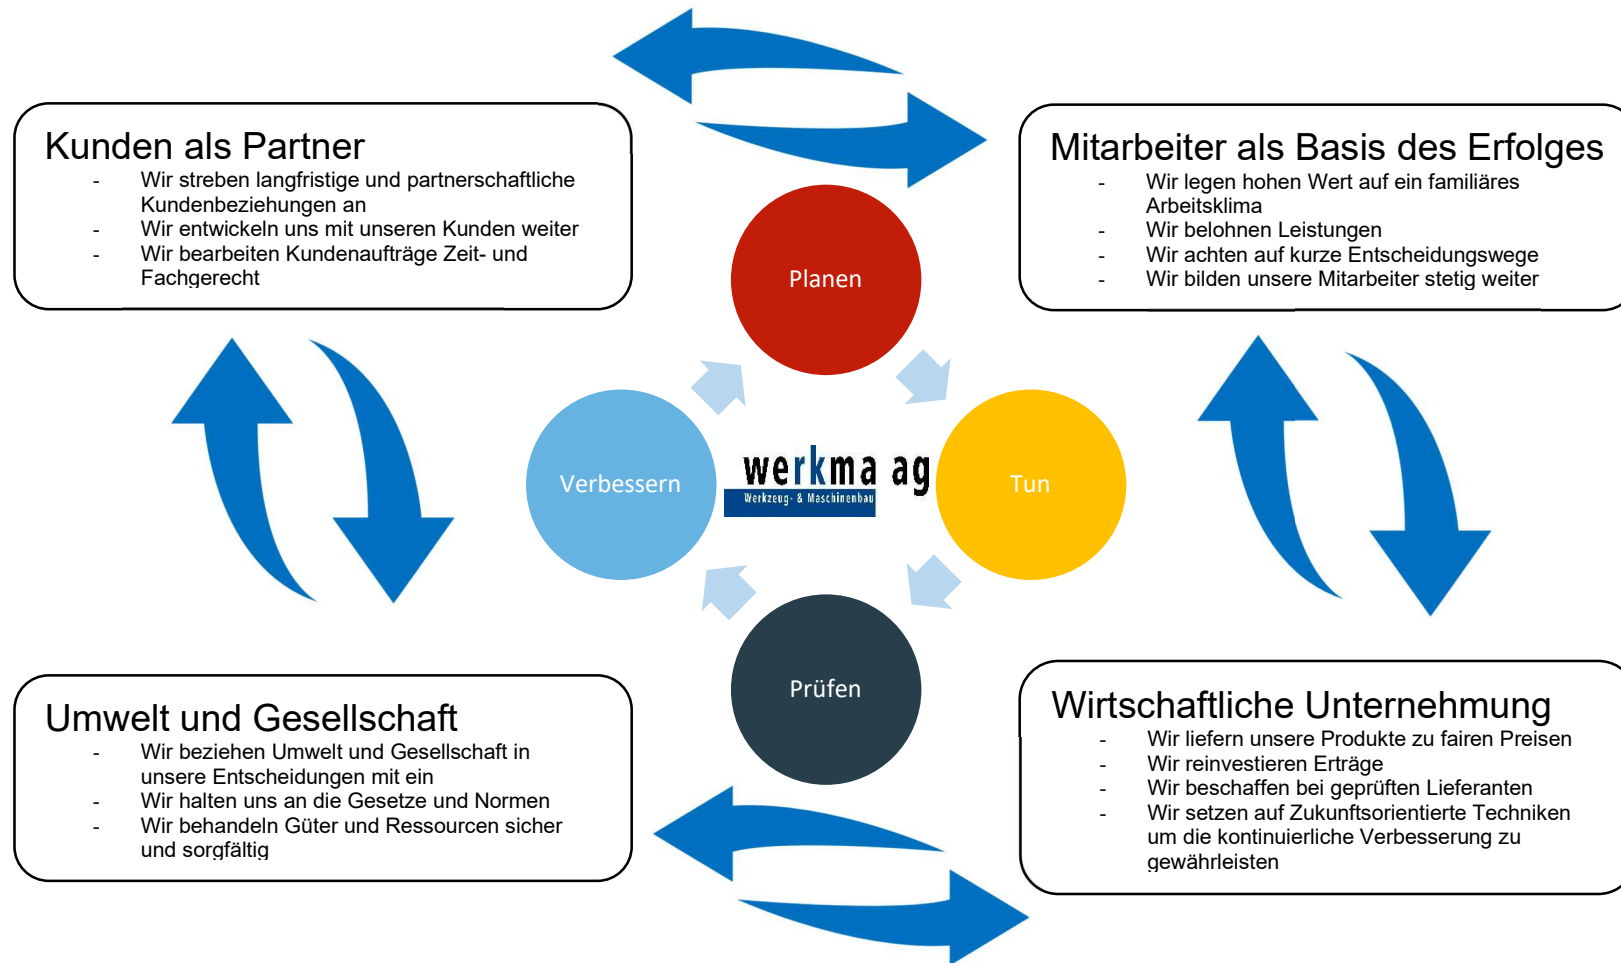 Kunden als Partner
- Wir streben langfristige und partnerschaftliche
Kundenbeziehungen an
- Wir entwickeln uns mit unseren Kunden weiter
- Wir bearbeiten Kundenaufträge Zeit- und
Fachgerecht
Mitarbeiter als Basis des Erfolges
- Wir legen hohen Wert auf ein familiäres
Arbeitsklima
- Wir belohnen Leistungen
- Wir achten auf kurze Entscheidungswege
- Wir bilden unsere Mitarbeiter stetig weiter
Planen
Verbessern
werkma ag
Werkzeug- & Maschinenbau
Tun
Prüfen
Umwelt und Gesellschaft
- Wir beziehen Umwelt und Gesellschaft in
unsere Entscheidungen mit ein
- Wir halten uns an die Gesetze und Normen
- Wir behandeln Güter und Ressourcen sicher
und sorgfältig
Wirtschaftliche Unternehmung
- Wir liefern unsere Produkte zu fairen Preisen
- Wir reinvestieren Erträge
- Wir beschaffen bei geprüften Lieferanten
- Wir setzen auf Zukunftsorientierte Techniken
um die kontinuierliche Verbesserung zu
gewährleisten